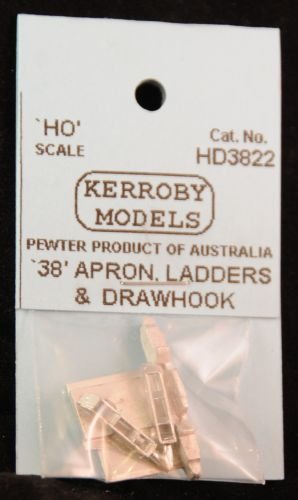 `HO'
SCALE
Cat. No.
HD3822
KERROBY
MODELS
PEWTER PRODUCT OF AUSTRALIA
`38' APRON, LADDERS
& DRAWHOOK